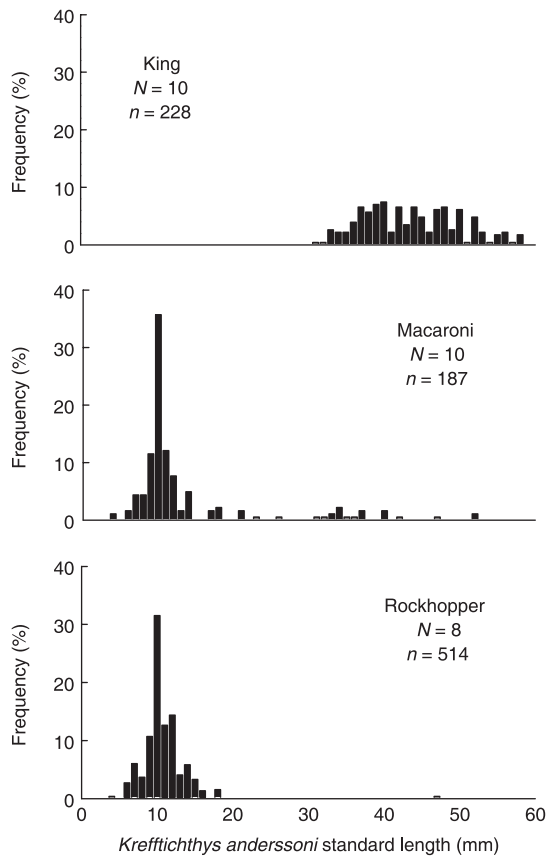 40
30
20
10
0
Frequency (%)
King
N = 10
n = 228
40
30
20
10
0
Frequency (%)
Macaroni
N = 10
n = 187
40
30
20
10
0
Frequency (%)
Rockhopper
N = 8
n = 514
0 10 20 30 40 50 60
Krefftichthys anderssoni standard length (mm)